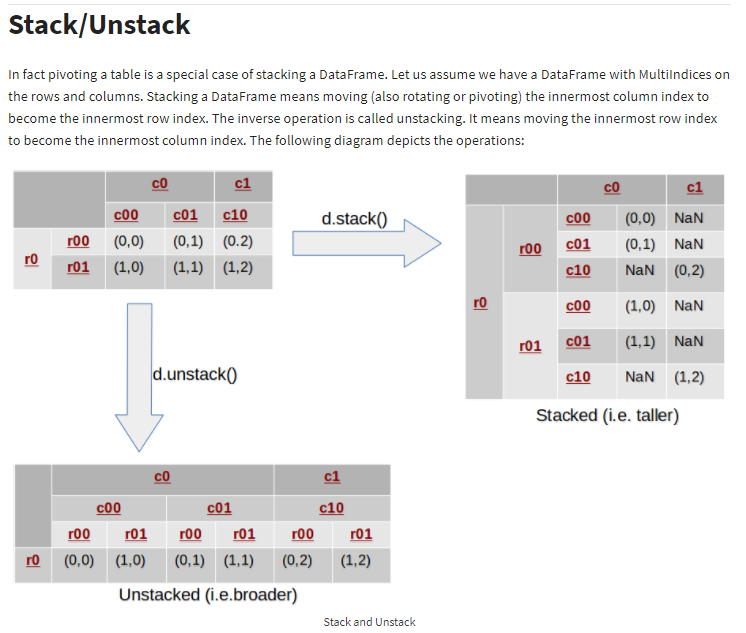 Stack/Unstack
In fact pivoting a table is a special case of stacking a DataFrame. Let us assume we have a DataFrame with MultiIndices on
the rows and columns. Stacking a DataFrame means moving (also rotating or pivoting) the innermost column index to
become the innermost row index. The inverse operation is called unstacking. It means moving the innermost row index
to become the innermost column index. The following diagram depicts the operations:
c0 c1
c00 c01 c10
r00 (0,0) (0,1) (0.2)
r0
r01 (1,0) (1,1) (1,2)
d.stack()
c0 c1
c00 (0,0) NaN
r00 c01 (0,1) NaN
c10 NaN (0,2)
r0 c00 (1,0) NaN
r01 c01 (1,1) NaN
c10 NaN (1,2)
Stacked (i.e. taller)
d.unstack()
c0 c1
c00 c01 c10
r00 r01 r00 r01 r00 r01
r0 (0,0) (1,0) (0,1) (1,1) (0,2) (1,2)
Unstacked (i.e.broader)
Stack and Unstack